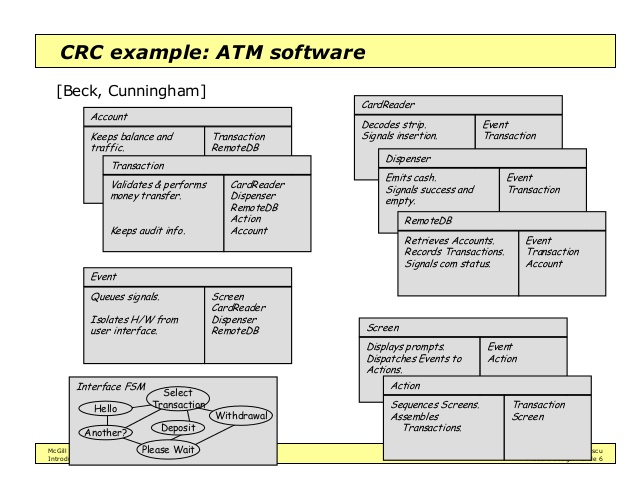 CRC example: ATM software
[Beck, Cunningham]
Account
Keeps balance and
traffic.
Transaction
RemoteDB
Transaction
Validates & performs
money transfer.
Keeps audit info.
CardReader
Dispenser
RemoteDB
Action
Account
Event
Queues signals.
Isolates H/W from
user interface.
Screen
CardReader
Dispenser
RemoteDB
Interface FSM
Hello
Select
Transaction
Withdrawal
Another?
Deposit
Please Wait
CardReader
Decodes strip.
Signals insertion.
Event
Transaction
Dispenser
Emits cash.
Signals success and
empty.
Event
Transaction
RemoteDB
Retrieves Accounts.
Records Transactions.
Signals com status.
Event
Transaction
Account
Screen
Displays prompts.
Dispatches Events to
Actions.
Event
Action
Action
Sequences Screens.
Assembles
Transactions.
Transaction
Screen
McGill
6